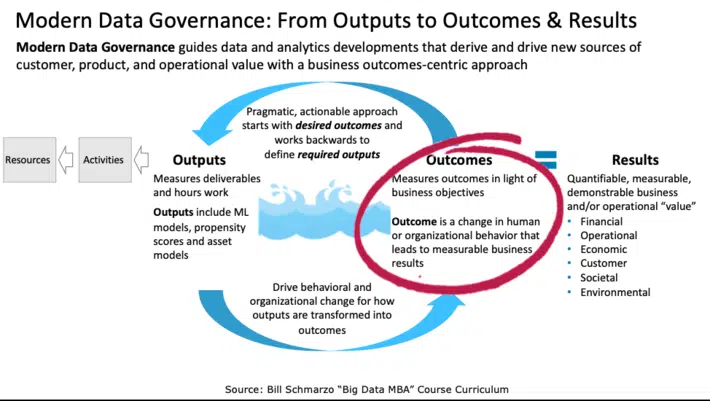 Modern Data Governance: From Outputs to Outcomes & Results
Modern Data Governance guides data and analytics developments that derive and drive new sources of
customer, product, and operational value with a business outcomes-centric approach
Pragmatic, actionable approach
starts with desired outcomes and
works backwards to
define required outputs
Resources
Activities
Outputs
Measures deliverables
and hours work
Outputs include ML
models, propensity
scores and asset
models
Outcomes
Measures outcomes in light of
business objectives
Outcome is a change in human
or organizational behavior that
leads to measurable business
results
=
Results
Quantifiable, measurable,
demonstrable business
and/or operational “value”
• Financial
• Operational
• Economic
• Customer
• Societal
• Environmental
Drive behavioral and
organizational change for how
outputs are transformed into
outcomes
Source: Bill Schmarzo “Big Data MBA” Course Curriculum